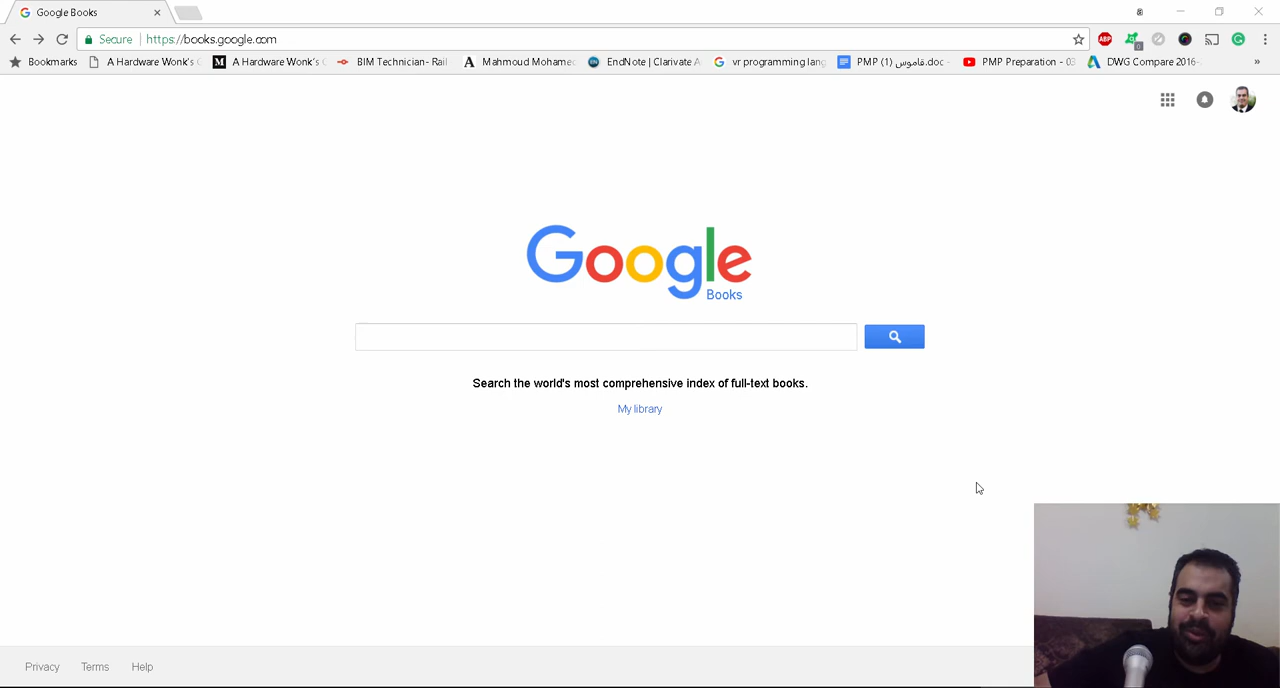 Google Books
Secure
https://books.google.com
ABP
0
Bookmarks
A Hardware Wonk's
A Hardware Wonk's
BIM Technician- Rail
Mahmoud Mohame
EndNote | Clarivate A
vr programming lang
PMP (1) قاموس.doc
PMP Preparation - 03
DWG Compare 2016-
Google
Books
Search the world's most comprehensive index of full-text books.
My library
Privacy
Terms
Help